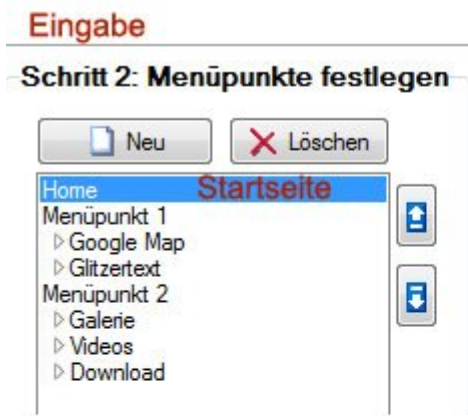 Eingabe
Schritt 2: Menüpunkte festlegen
Neu Löschen
Home Startseite
Menüpunkt 1
Google Map
Glitzertext
Menüpunkt 2
Galerie
Videos
Download